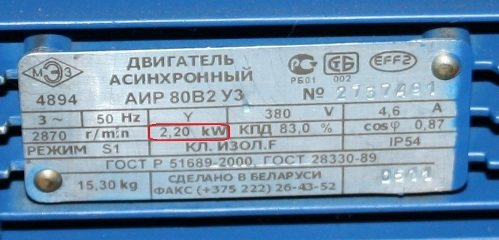 МЭЗ
ДВИГАТЕЛЬ
АСИНХРОННЫЙ
РБ01
002
EFF2
4894
АИР 80В2 У3
№ 2737491
3~ 50 Hz Y 380 V 4,6 A
2870 r/min 2,20 kW КПД 83,0% cosφ 0,87
РЕЖИМ S1 КЛ. ИЗОЛ.F IP54
ГОСТ Р 51689-2000, ГОСТ 28330-89
15,30 kg
СДЕЛАНО В БЕЛАРУСИ
ФАКС (+375 222) 26-43-52
0511